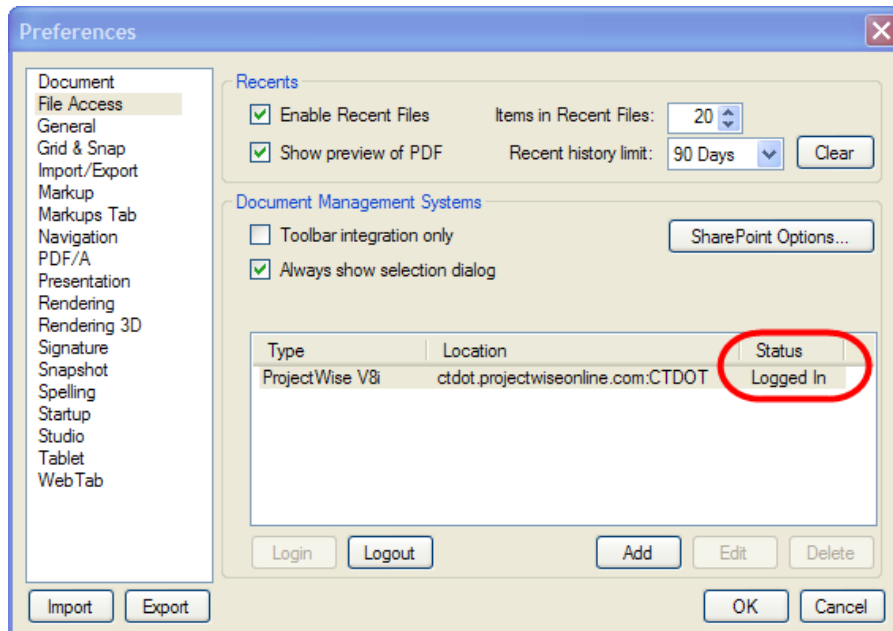 Preferences
Document
File Access
General
Grid & Snap
Import/Export
Markup
Markups Tab
Navigation
PDF/A
Presentation
Rendering
Rendering 3D
Signature
Snapshot
Spelling
Startup
Studio
Tablet
WebTab
Import Export
Recents
Enable Recent Files Items in Recent Files: 20
Show preview of PDF Recent history limit: 90 Days Clear
Document Management Systems
Toolbar integration only SharePoint Options...
Always show selection dialog
Type Location Status
ProjectWise V8i ctdot.projectwiseonline.com:CTDOT Logged In
Login Logout Add Edit Delete
OK Cancel